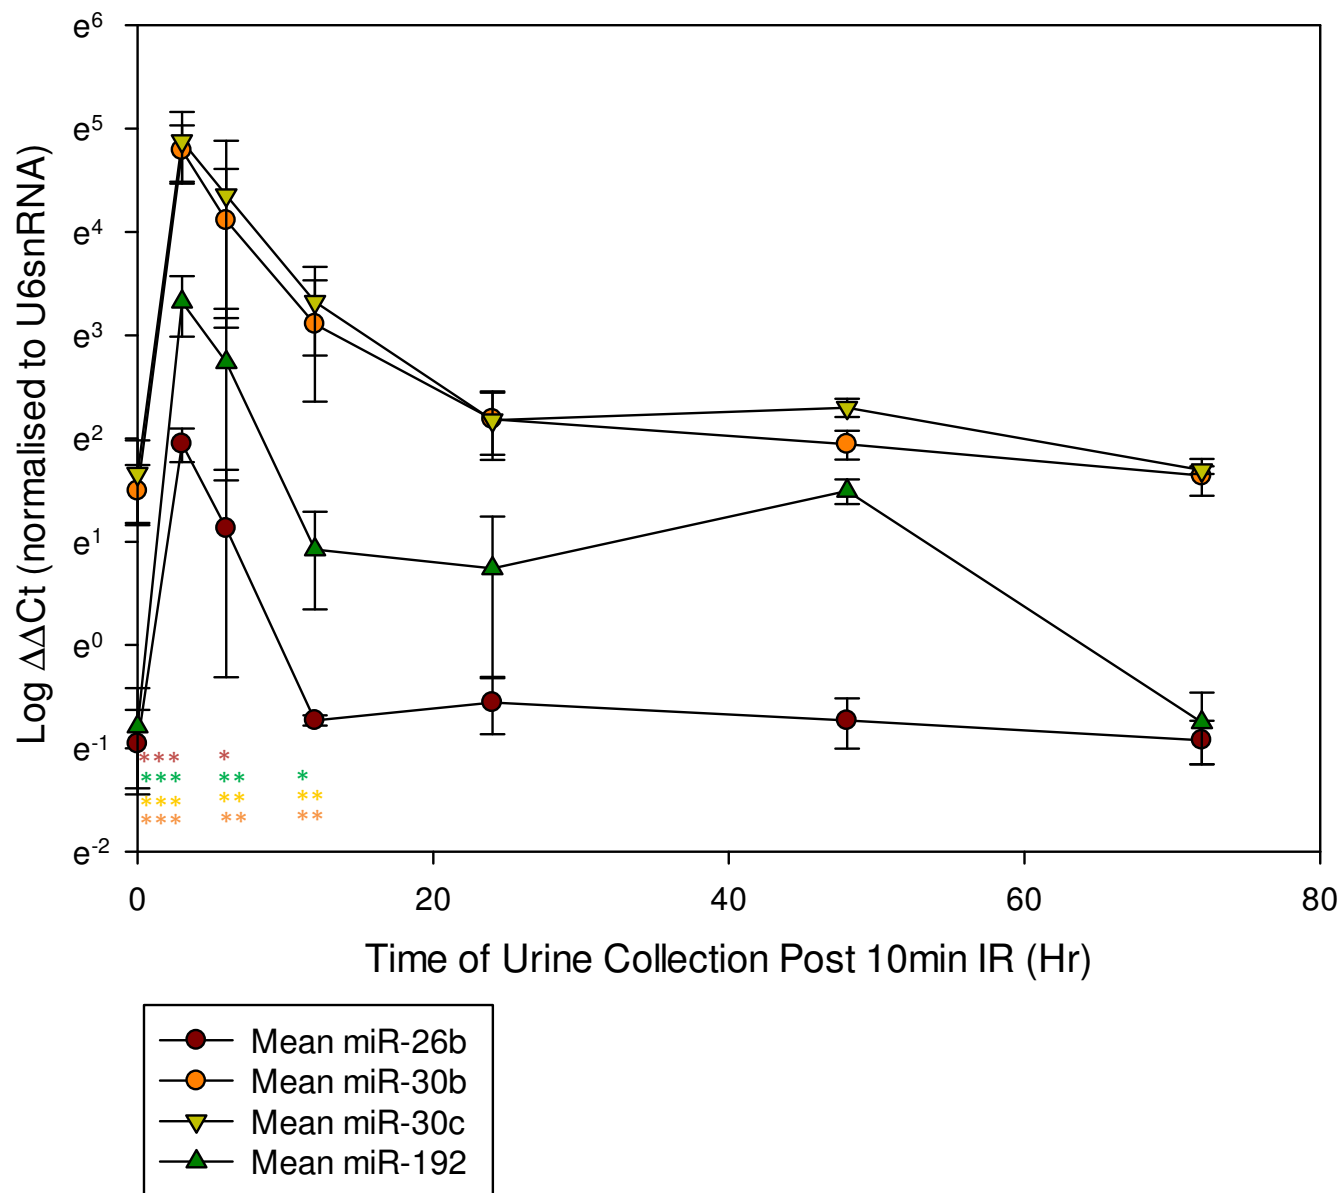 e⁶
e⁵
e⁴
e³
e²
e¹
e⁰
e⁻¹
e⁻²
Log ΔΔCt (normalised to U6snRNA)
*** *
*** ** *
*** ** **
*** ** **
0 20 40 60 80
Time of Urine Collection Post 10min IR (Hr)
Mean miR-26b
Mean miR-30b
Mean miR-30c
Mean miR-192